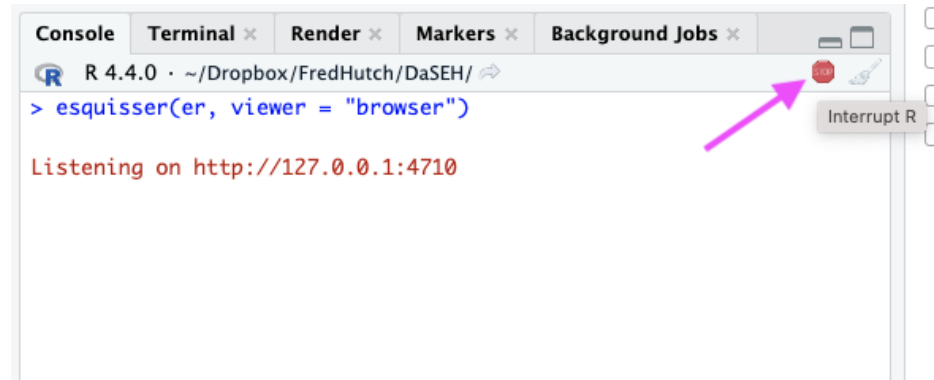 Console Terminal Render Markers Background Jobs
R R 4.4.0 · ~/Dropbox/FredHutch/DaSEH/
STOP
> esquisser(er, viewer = "browser")
Interrupt R
Listening on http://127.0.0.1:4710